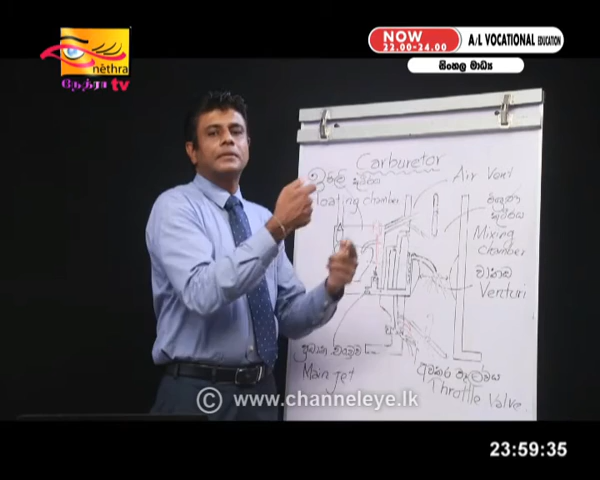 NOW
22.00-24.00
A/L VOCATIONAL EDUCATION
සිංහල මාධ්‍ය
nēthra
நேத்ரா tv
Carburetor
Air Vent
Floating chamber
Mixing
chamber
Venturi
Main jet
Throttle Valve
© www.channeleye.lk
23:59:35